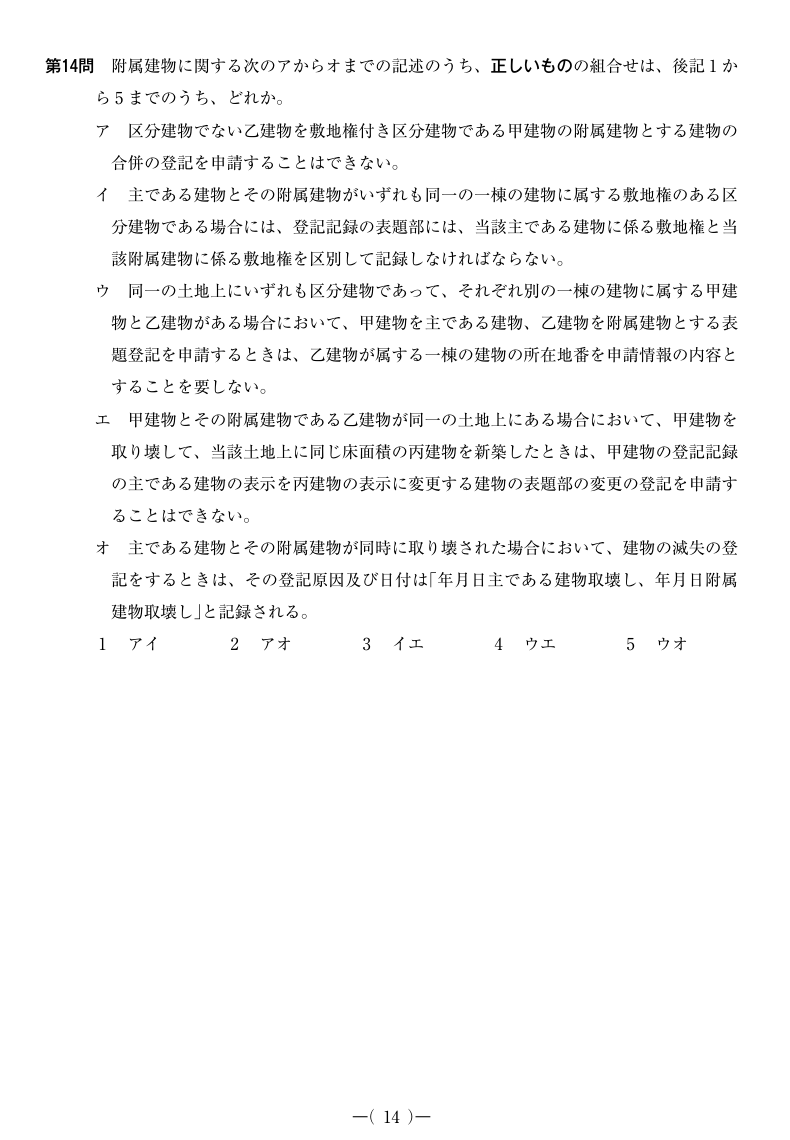 第14問　附属建物に関する次のアからオまでの記述のうち、正しいものの組合せは、後記１か
ら５までのうち、どれか。
ア　区分建物でない乙建物を敷地権付き区分建物である甲建物の附属建物とする建物の
合併の登記を申請することはできない。
イ　主である建物とその附属建物がいずれも同一の一棟の建物に属する敷地権のある区
分建物である場合には、登記記録の表題部には、当該主である建物に係る敷地権と当
該附属建物に係る敷地権を区別して記録しなければならない。
ウ　同一の土地上にいずれも区分建物であって、それぞれ別の一棟の建物に属する甲建
物と乙建物がある場合において、甲建物を主である建物、乙建物を附属建物とする表
題登記を申請するときは、乙建物が属する一棟の建物の所在地番を申請情報の内容と
することを要しない。
エ　甲建物とその附属建物である乙建物が同一の土地上にある場合において、甲建物を
取り壊して、当該土地上に同じ床面積の丙建物を新築したときは、甲建物の登記記録
の主である建物の表示を丙建物の表示に変更する建物の表題部の変更の登記を申請す
ることはできない。
オ　主である建物とその附属建物が同時に取り壊された場合において、建物の滅失の登
記をするときは、その登記原因及び日付は「年月日主である建物取壊し、年月日附属
建物取壊し」と記録される。
１　アイ　　２　アオ　　３　イエ　　４　ウエ　　５　ウオ
―( 14 )―